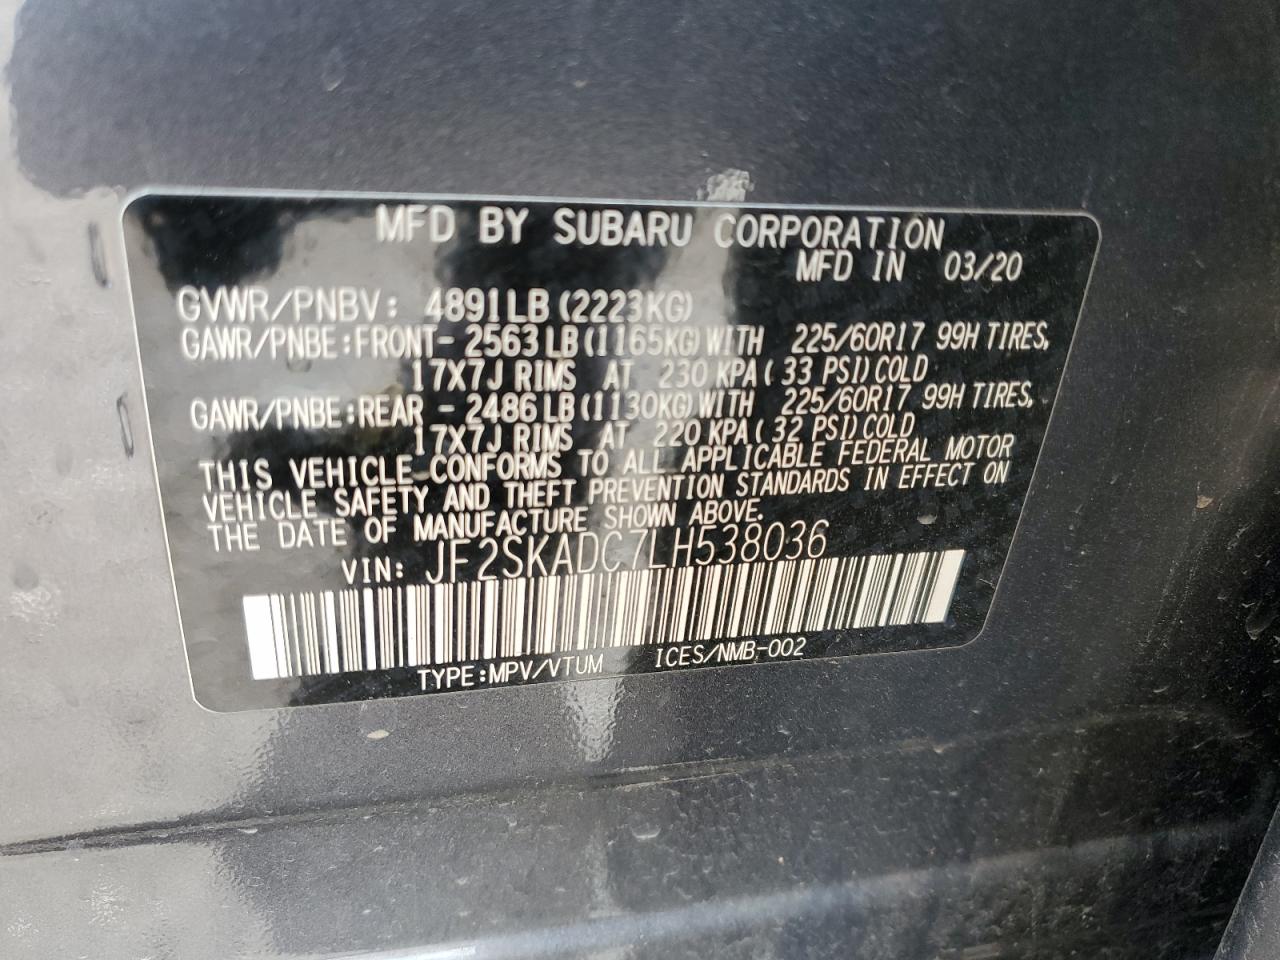 MFD BY SUBARU CORPORATION
MFD IN 03/20
GVWR/PNBV: 4891LB (2223KG)
GAWR/PNBE:FRONT- 2563LB(1165KG)WITH 225/60R17 99H TIRES,
17X7J RIMS AT 230 KPA( 33 PSI)COLD
GAWR/PNBE:REAR - 2486LB(1130KG)WITH 225/60R17 99H TIRES,
17X7J RIMS AT 220 KPA( 32 PSI)COLD
THIS VEHICLE CONFORMS TO ALL APPLICABLE FEDERAL MOTOR
VEHICLE SAFETY AND THEFT PREVENTION STANDARDS IN EFFECT ON
THE DATE OF MANUFACTURE SHOWN ABOVE.
VIN: JF2SKADC7LH538036
TYPE:MPV/VTUM ICES/NMB-002